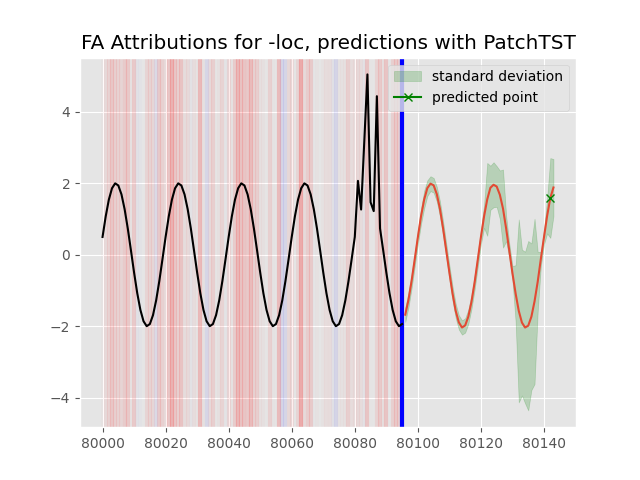 FA Attributions for -loc, predictions with PatchTST
standard deviation
predicted point
4
2
0
−2
−4
80000 80020 80040 80060 80080 80100 80120 80140